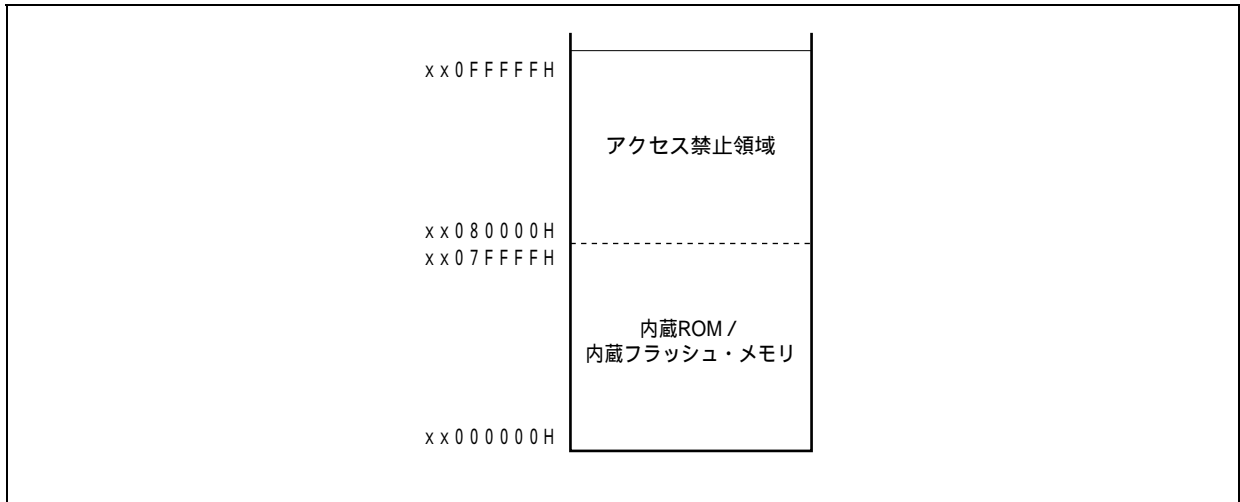 xx0FFFFFH
アクセス禁止領域
xx080000H
xx07FFFFH
内蔵ROM /
内蔵フラッシュ・メモリ
xx000000H